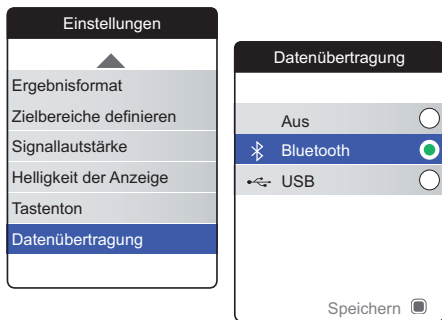 Einstellungen
Ergebnisformat
Zielbereiche definieren
Signallautstärke
Helligkeit der Anzeige
Tastenton
Datenübertragung
Datenübertragung
Aus
Bluetooth
USB
Speichern